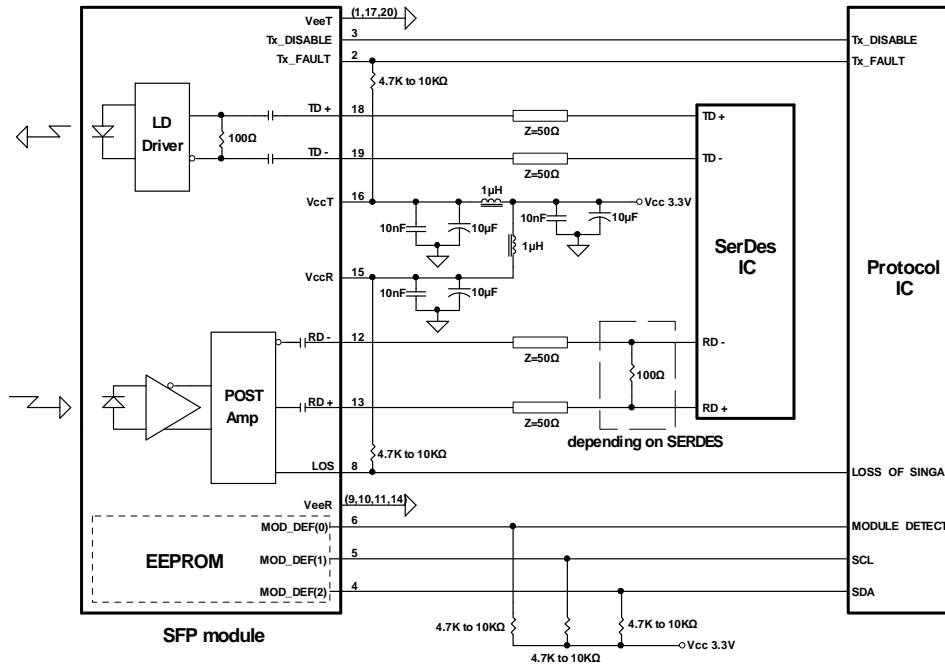 VeeT (1,17,20)
Tx_DISABLE 3 Tx_DISABLE
Tx_FAULT 2 Tx_FAULT
4.7K to 10KΩ
LD
Driver
100Ω
TD + 18 TD +
Z=50Ω
TD - 19 TD -
Z=50Ω
1µH
VccT 16 Vcc 3.3V
10nF 10µF 10nF 10µF
1µH
SerDes
IC
Protocol
IC
VccR 15
10nF 10µF
RD - 12 RD -
Z=50Ω
100Ω
POST
Amp
RD + 13 RD +
Z=50Ω
depending on SERDES
4.7K to 10KΩ
LOS 8 LOSS OF SINGA
VeeR (9,10,11,14)
MOD_DEF(0) 6 MODULE DETECT
EEPROM
MOD_DEF(1) 5 SCL
MOD_DEF(2) 4 SDA
4.7K to 10KΩ 4.7K to 10KΩ
SFP module
Vcc 3.3V
4.7K to 10KΩ